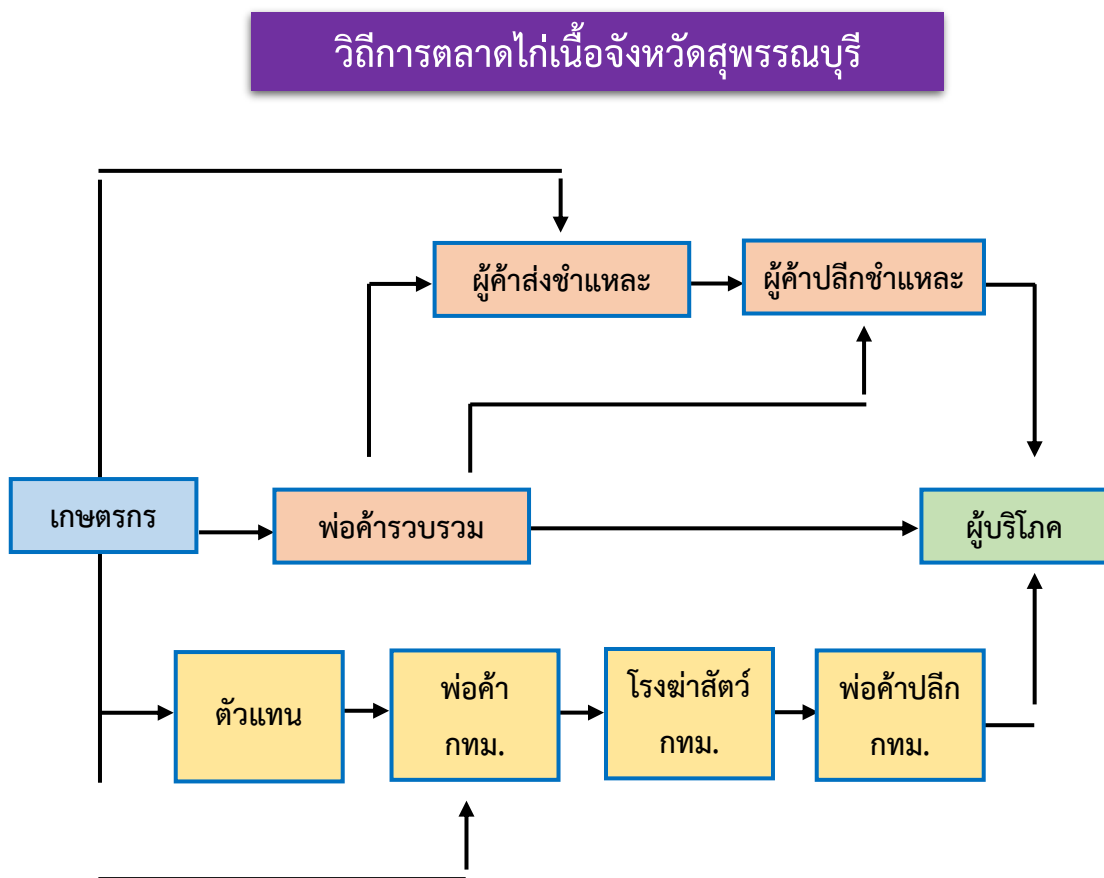 วิถีการตลาดไก่เนื้อจังหวัดสุพรรณบุรี
ผู้ค้าส่งชำแหละ
ผู้ค้าปลีกชำแหละ
เกษตรกร
พ่อค้ารวบรวม
ผู้บริโภค
ตัวแทน
พ่อค้า
กทม.
โรงฆ่าสัตว์
กทม.
พ่อค้าปลีก
กทม.